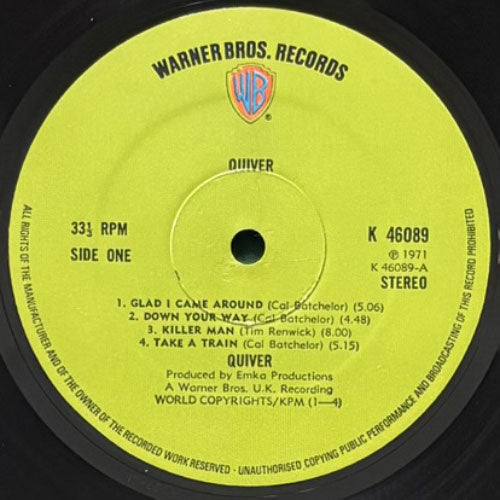 WARNER BROS. RECORDS
WB
®
QUIVER
33⅓ RPM
SIDE ONE
K 46089
℗ 1971
K 46089-A
STEREO
1. GLAD I CAME AROUND (Cal Batchelor) (5.06)
2. DOWN YOUR WAY (Cal Batchelor) (4.48)
3. KILLER MAN (Tim Renwick) (8.00)
4. TAKE A TRAIN (Cal Batchelor) (5.15)
QUIVER
Produced by Emka Productions
A Warner Bros. U.K. Recording
WORLD COPYRIGHTS/KPM (1—4)
ALL RIGHTS OF THE MANUFACTURER AND OF THE OWNER OF THE RECORDED WORK RESERVED - UNAUTHORISED COPYING PUBLIC PERFORMANCE AND BROADCASTING OF THIS RECORD PROHIBITED